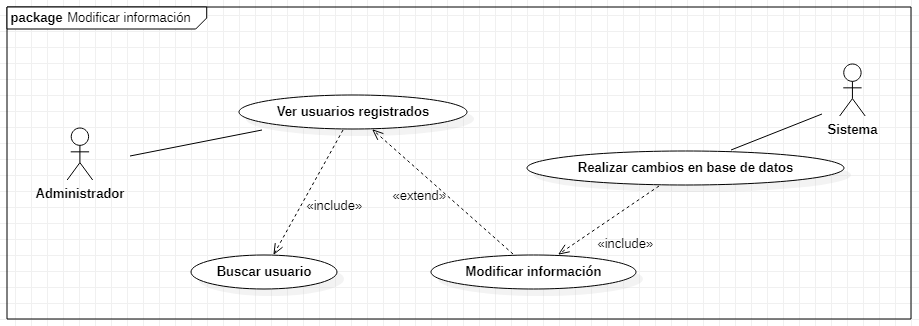 package Modificar información
Ver usuarios registrados
Sistema
Realizar cambios en base de datos
Administrador
«include»
«extend»
«include»
Buscar usuario
Modificar información